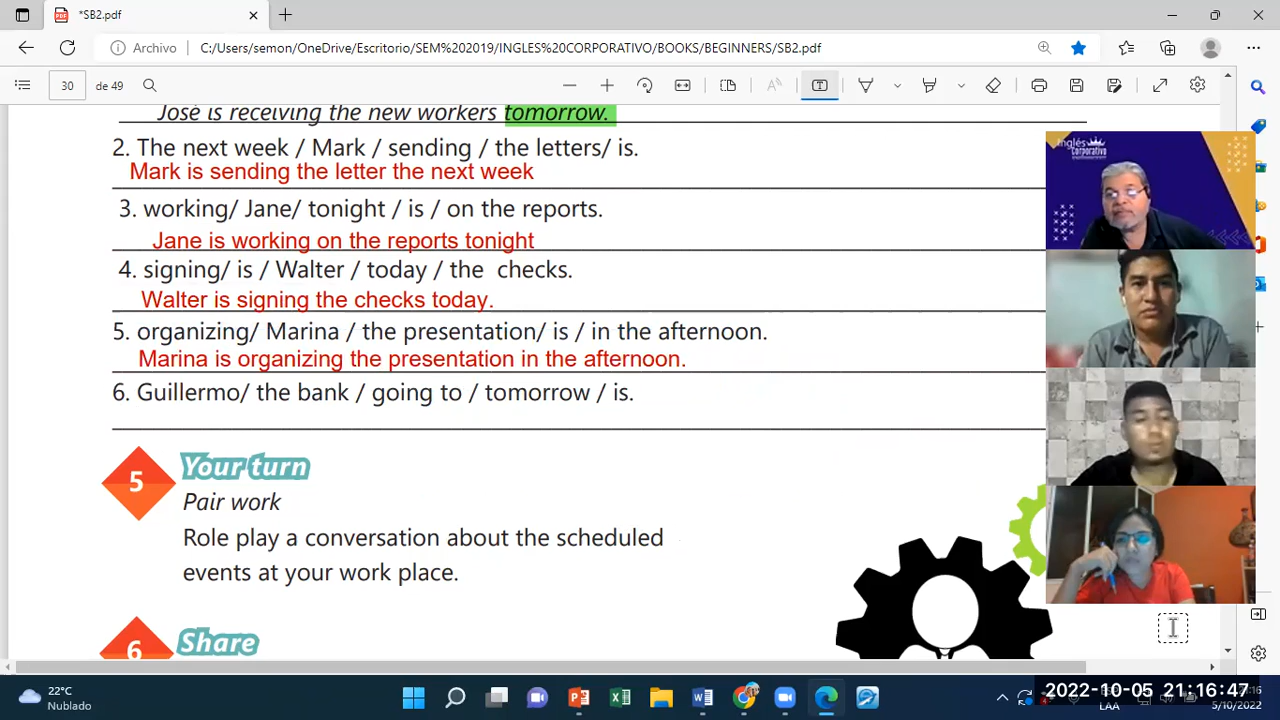 *SB2.pdf
Archivo
C:/Users/semon/OneDrive/Escritorio/SEM%202019/INGLES%20CORPORATIVO/BOOKS/BEGINNERS/SB2.pdf
30 de 49
José is receiving the new workers tomorrow.
2. The next week / Mark / sending / the letters/ is.
Mark is sending the letter the next week
3. working/ Jane/ tonight / is / on the reports.
Jane is working on the reports tonight
4. signing/ is / Walter / today / the checks.
Walter is signing the checks today.
5. organizing/ Marina / the presentation/ is / in the afternoon.
Marina is organizing the presentation in the afternoon.
6. Guillermo/ the bank / going to / tomorrow / is.
5 Your turn
Pair work
Role play a conversation about the scheduled
events at your work place.
6 Share
Inglés
Corporativo
22°C
Nublado
2022-10-05 21:16:47
LAA
5/10/2022